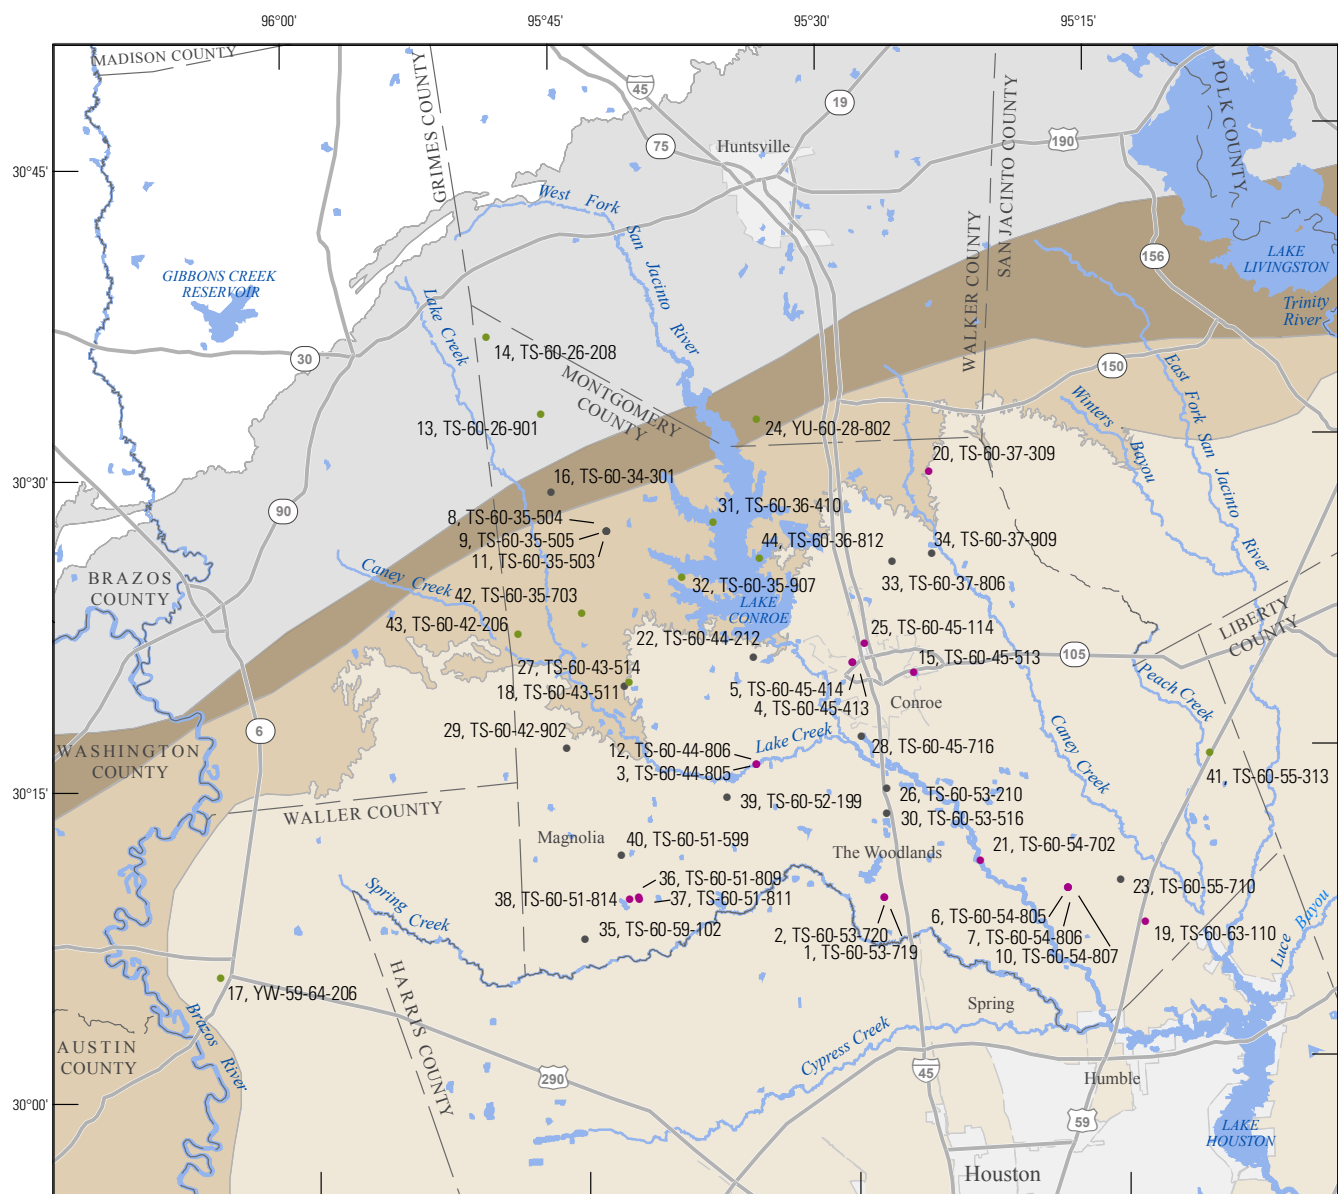 96°00'
95°45'
95°30'
95°15'
MADISON COUNTY
GRIMES COUNTY
45
19
75
Huntsville
190
POLK COUNTY
SAN JACINTO COUNTY
WALKER COUNTY
30°45'
West Fork San Jacinto River
156
LAKE
LIVINGSTON
Trinity
River
GIBBONS CREEK
RESERVOIR
Lake Creek
30
14, TS-60-26-208
MONTGOMERY
COUNTY
150
East Fork San Jacinto River
Winters Bayou
13, TS-60-26-901
24, YU-60-28-802
20, TS-60-37-309
30°30'
16, TS-60-34-301
90
8, TS-60-35-504
9, TS-60-35-505
11, TS-60-35-503
31, TS-60-36-410
44, TS-60-36-812
34, TS-60-37-909
33, TS-60-37-806
BRAZOS
COUNTY
Caney Creek
42, TS-60-35-703
32, TS-60-35-907
LAKE
CONROE
43, TS-60-42-206
22, TS-60-44-212
25, TS-60-45-114
LIBERTY
COUNTY
105
27, TS-60-43-514
18, TS-60-43-511
15, TS-60-45-513
5, TS-60-45-414
4, TS-60-45-413
Conroe
Peach Creek
6
29, TS-60-42-902
WASHINGTON
COUNTY
12, TS-60-44-806
3, TS-60-44-805
Lake Creek
28, TS-60-45-716
Caney Creek
41, TS-60-55-313
30°15'
39, TS-60-52-199
26, TS-60-53-210
30, TS-60-53-516
WALLER COUNTY
Magnolia
40, TS-60-51-599
The Woodlands
21, TS-60-54-702
Spring Creek
36, TS-60-51-809
38, TS-60-51-814
37, TS-60-51-811
23, TS-60-55-710
6, TS-60-54-805
7, TS-60-54-806
10, TS-60-54-807
35, TS-60-59-102
2, TS-60-53-720
1, TS-60-53-719
19, TS-60-63-110
Luce Bayou
17, YW-59-64-206
HARRIS COUNTY
Spring
Brazos River
AUSTIN
COUNTY
Cypress Creek
290
45
Humble
30°00'
59
LAKE
HOUSTON
Houston